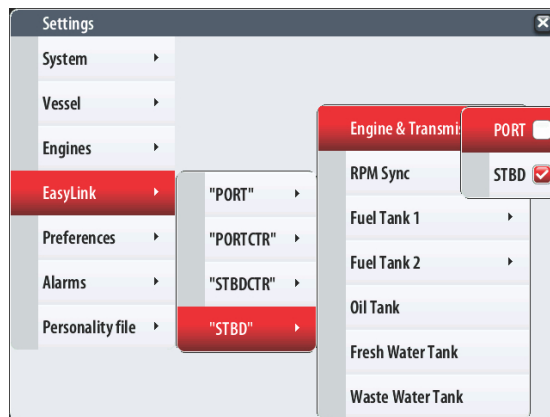 Settings
System
Vessel
Engines
EasyLink
Preferences
Alarms
Personality file
"PORT"
"PORTCTR"
"STBDCTR"
"STBD"
Engine & Transmi
RPM Sync
Fuel Tank 1
Fuel Tank 2
Oil Tank
Fresh Water Tank
Waste Water Tank
PORT
STBD